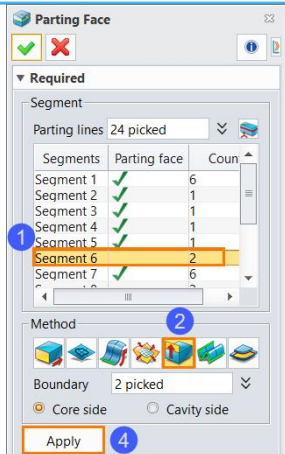 Parting Face
Required
Segment
Parting lines 24 picked
Segments Parting face Coun
Segment 1 6
Segment 2 1
Segment 3 1
Segment 4 1
Segment 5 1
1
Segment 6 2
Segment 7 6
Method
2
Boundary 2 picked
Core side Cavity side
Apply 4